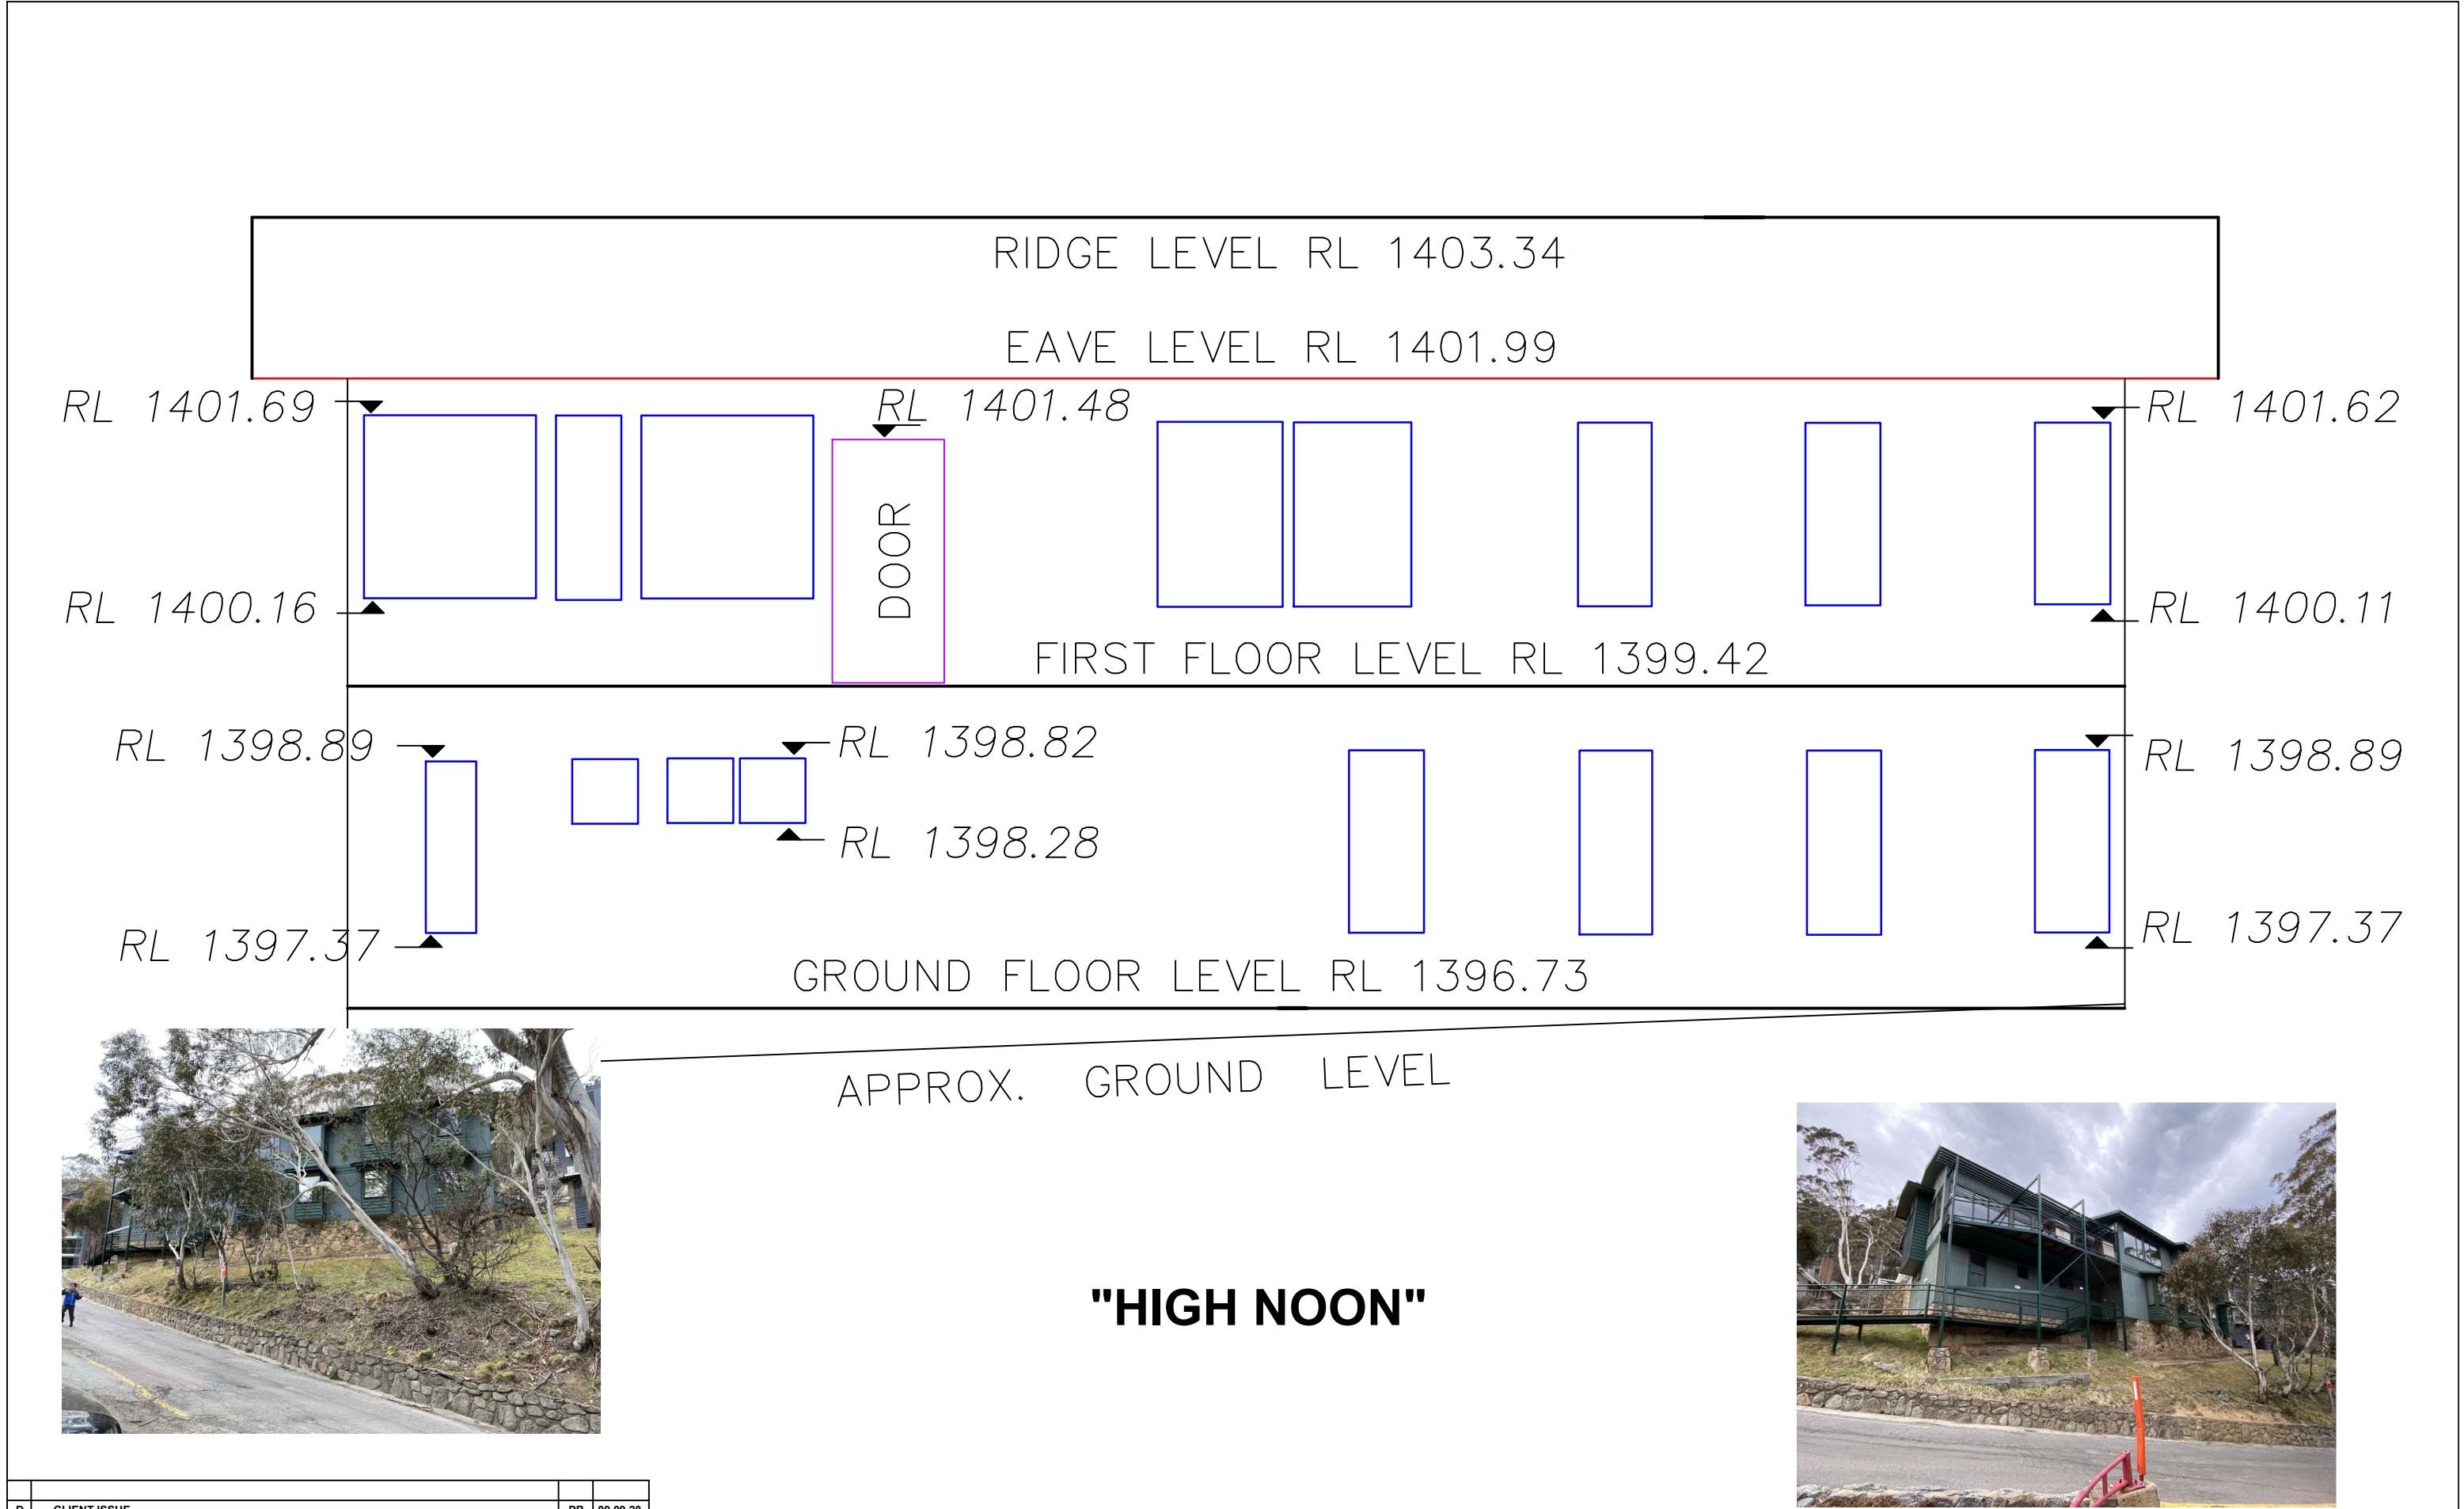 RIDGE LEVEL RL 1403.34
EAVE LEVEL RL 1401.99
RL 1401.69
RL 1401.48
RL 1401.62
DOOR
RL 1400.16
RL 1400.11
FIRST FLOOR LEVEL RL 1399.42
RL 1398.89
RL 1398.82
RL 1398.89
RL 1398.28
RL 1397.37
RL 1397.37
GROUND FLOOR LEVEL RL 1396.73
APPROX. GROUND LEVEL
"HIGH NOON"
D CLIENT ISSUE